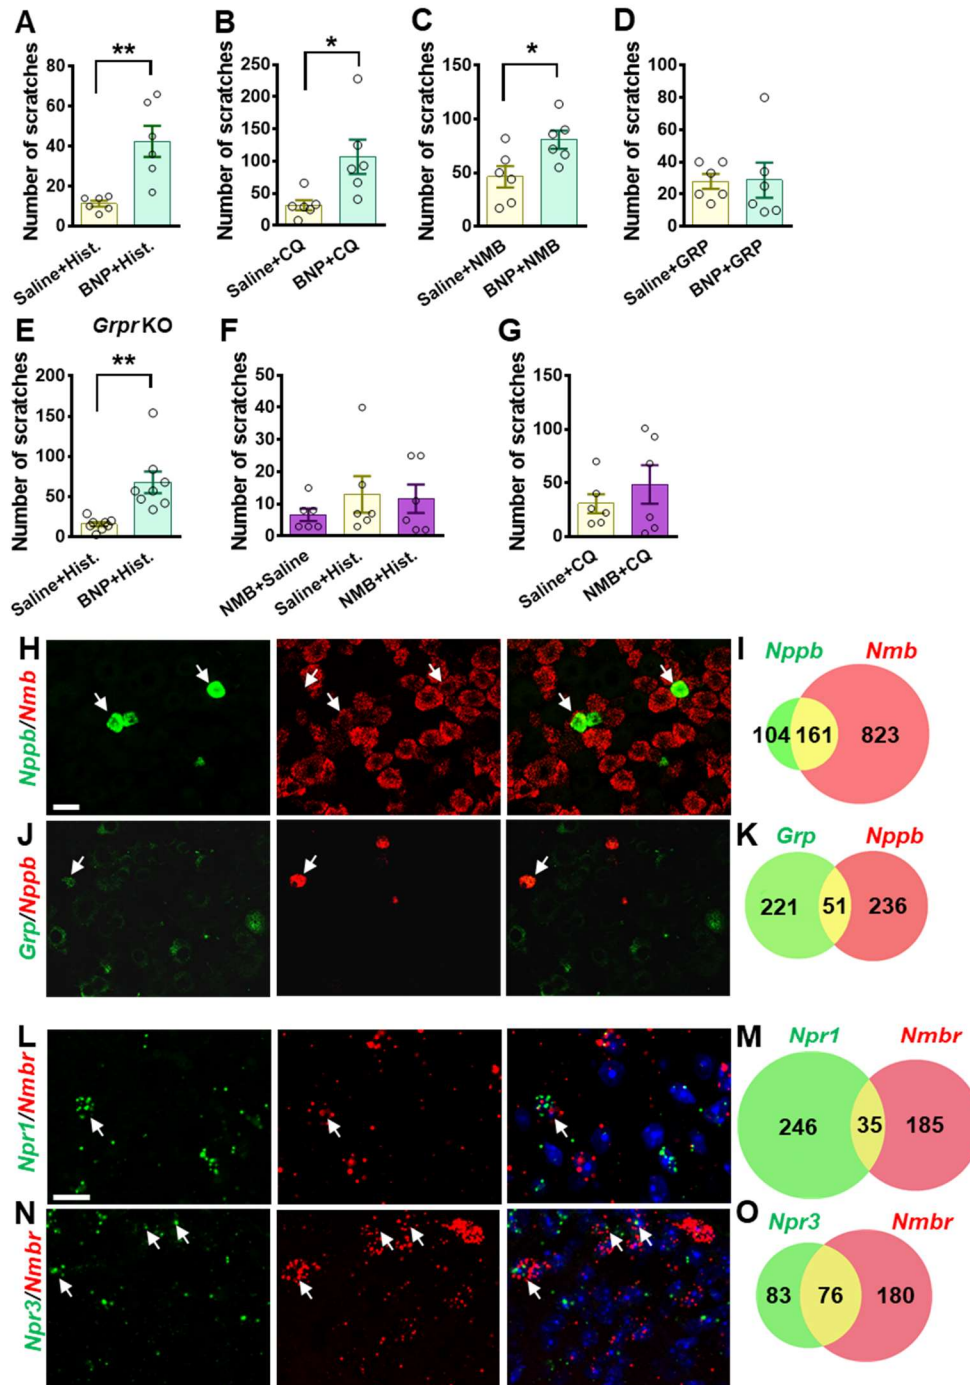 A
Number of scratches
80
60
40
20
0
**
Saline+Hist.
BNP+Hist.
B
Number of scratches
250
200
150
100
50
0
*
Saline+CQ
BNP+CQ
C
Number of scratches
150
100
50
0
*
Saline+NMB
BNP+NMB
D
Number of scratches
100
80
60
40
20
0
Saline+GRP
BNP+GRP
E
Grpr KO
Number of scratches
200
150
100
50
0
**
Saline+Hist.
BNP+Hist.
F
Number of scratches
50
40
30
20
10
0
NMB+Saline
Saline+Hist.
NMB+Hist.
G
Number of scratches
150
100
50
0
Saline+CQ
NMB+CQ
H
Nppb/Nmb
I
Nppb Nmb
104 161 823
J
Grp/Nppb
K
Grp Nppb
221 51 236
L
Npr1/Nmbr
M
Npr1 Nmbr
246 35 185
N
Npr3/Nmbr
O
Npr3 Nmbr
83 76 180